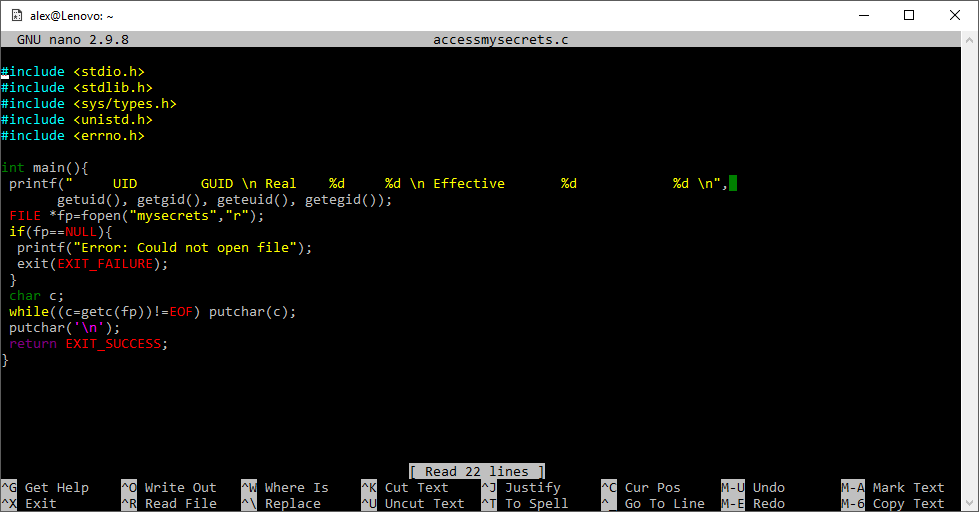 alex@Lenovo: ~
GNU nano 2.9.8 accessmysecrets.c
#include <stdio.h>
#include <stdlib.h>
#include <sys/types.h>
#include <unistd.h>
#include <errno.h>
int main(){
 printf("     UID        GUID \n Real    %d     %d \n Effective       %d            %d \n",
       getuid(), getgid(), geteuid(), getegid());
 FILE *fp=fopen("mysecrets","r");
 if(fp==NULL){
  printf("Error: Could not open file");
  exit(EXIT_FAILURE);
 }
 char c;
 while((c=getc(fp))!=EOF) putchar(c);
 putchar('\n');
 return EXIT_SUCCESS;
}
[ Read 22 lines ]
^G Get Help ^O Write Out ^W Where Is ^K Cut Text ^J Justify ^C Cur Pos M-U Undo M-A Mark Text
^X Exit ^R Read File ^\ Replace ^U Uncut Text ^T To Spell ^_ Go To Line M-E Redo M-6 Copy Text